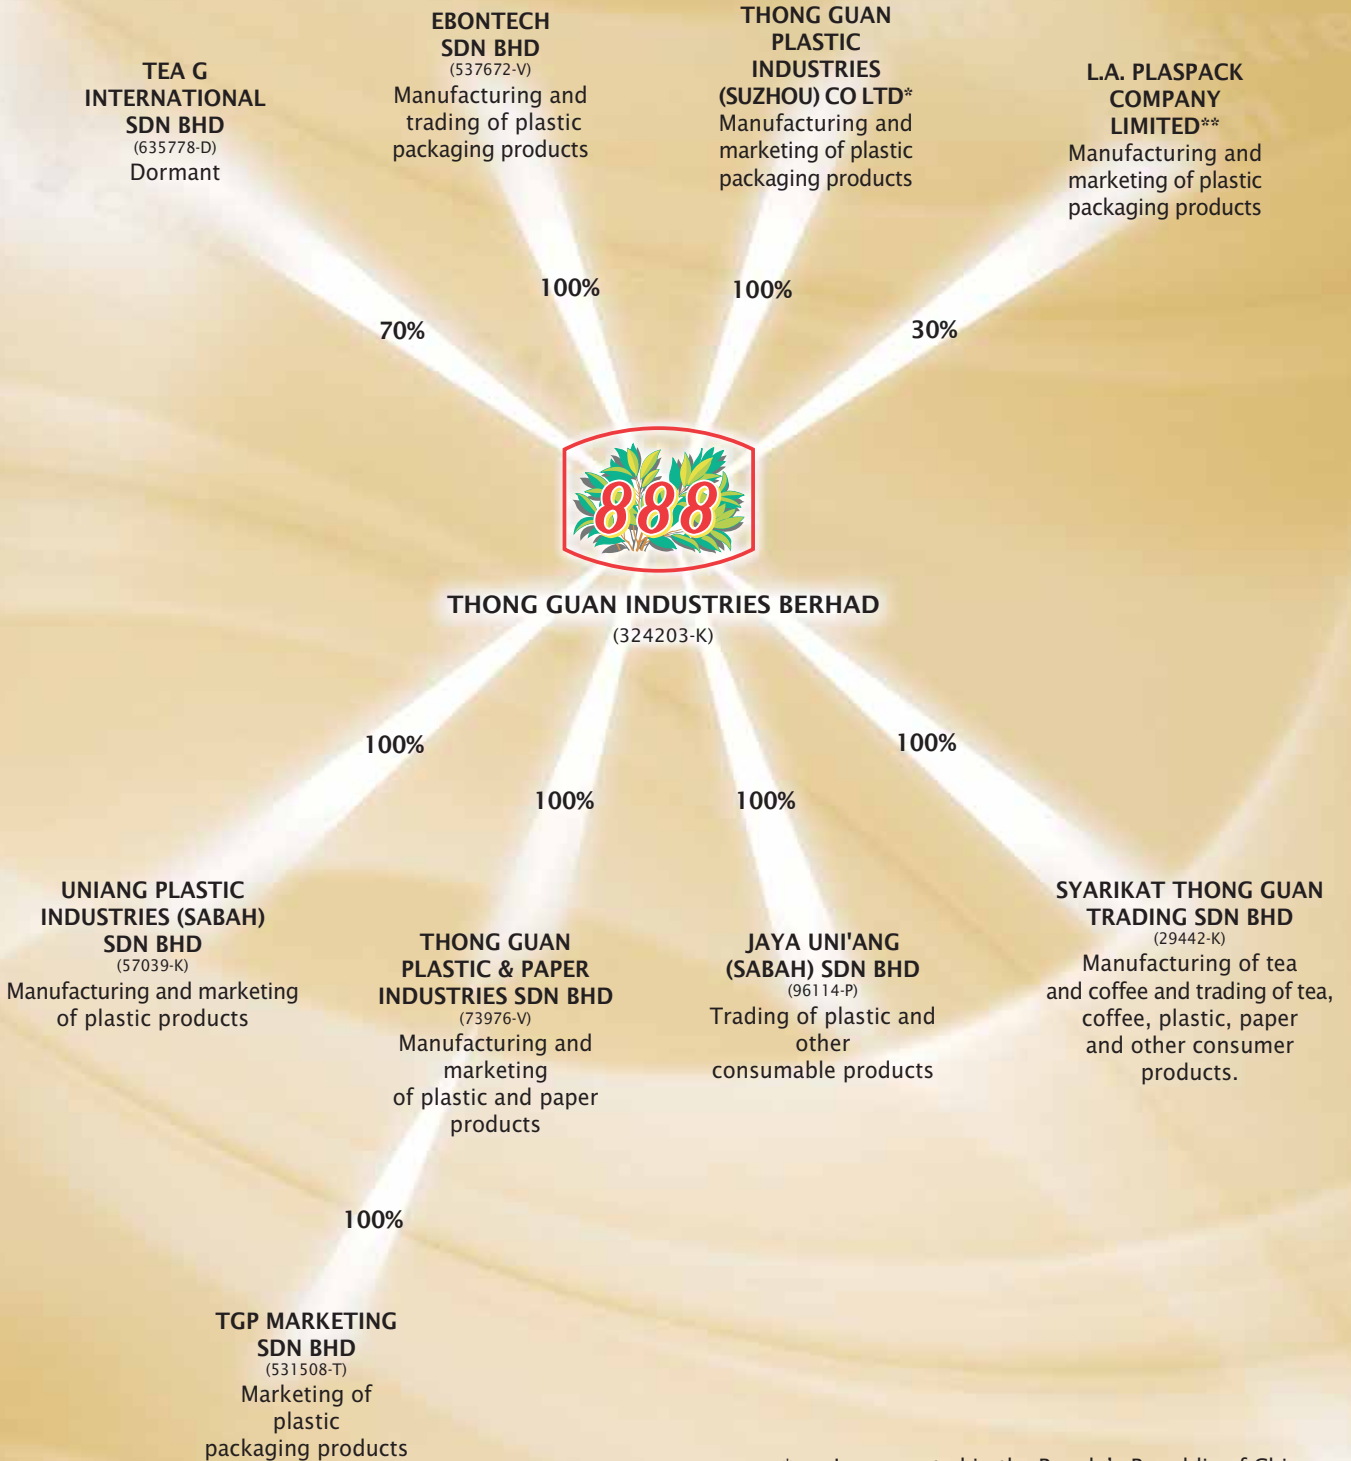 TEA G
INTERNATIONAL
SDN BHD
(635778-D)
Dormant
EBONTECH
SDN BHD
(537672-V)
Manufacturing and
trading of plastic
packaging products
THONG GUAN
PLASTIC
INDUSTRIES
(SUZHOU) CO LTD*
Manufacturing and
marketing of plastic
packaging products
L.A. PLASPACK
COMPANY
LIMITED**
Manufacturing and
marketing of plastic
packaging products
70%
100%
100%
30%
888
THONG GUAN INDUSTRIES BERHAD
(324203-K)
100%
100%
100%
100%
UNIANG PLASTIC
INDUSTRIES (SABAH)
SDN BHD
(57039-K)
Manufacturing and marketing
of plastic products
THONG GUAN
PLASTIC & PAPER
INDUSTRIES SDN BHD
(73976-V)
Manufacturing and
marketing
of plastic and paper
products
JAYA UNI'ANG
(SABAH) SDN BHD
(96114-P)
Trading of plastic and
other
consumable products
SYARIKAT THONG GUAN
TRADING SDN BHD
(29442-K)
Manufacturing of tea
and coffee and trading of tea,
coffee, plastic, paper
and other consumer
products.
100%
TGP MARKETING
SDN BHD
(531508-T)
Marketing of
plastic
packaging products